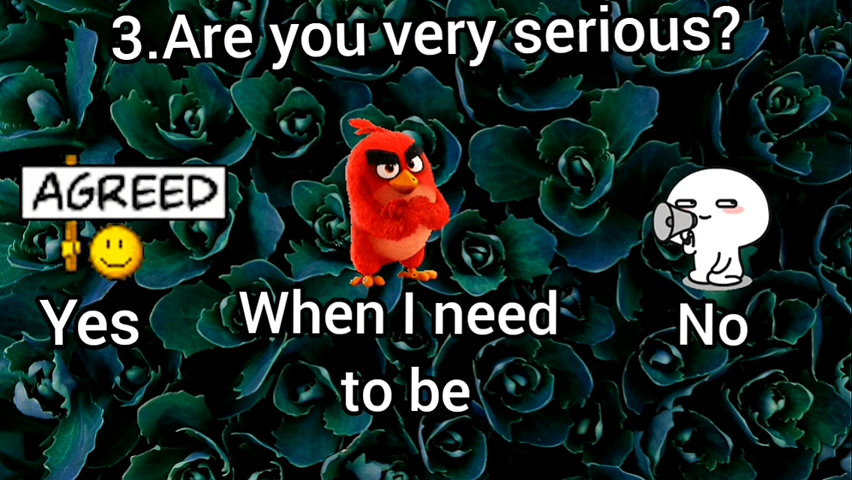 3.Are you very serious?
AGREED
Yes
When I need
to be
No